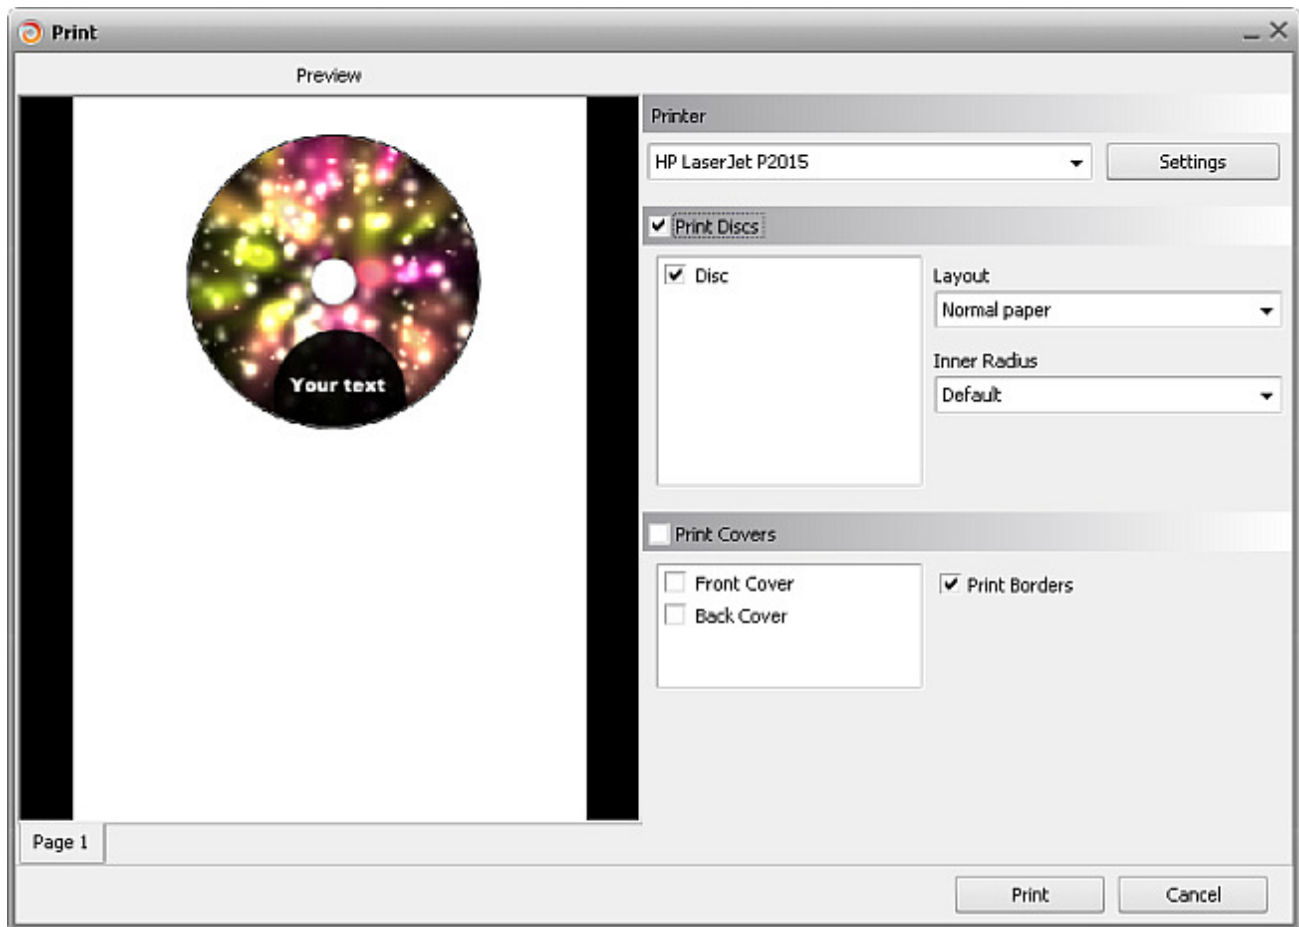 Print
Preview
Your text
Page 1
Printer
HP LaserJet P2015
Settings
Print Discs
Disc
Layout
Normal paper
Inner Radius
Default
Print Covers
Front Cover
Back Cover
Print Borders
Print
Cancel